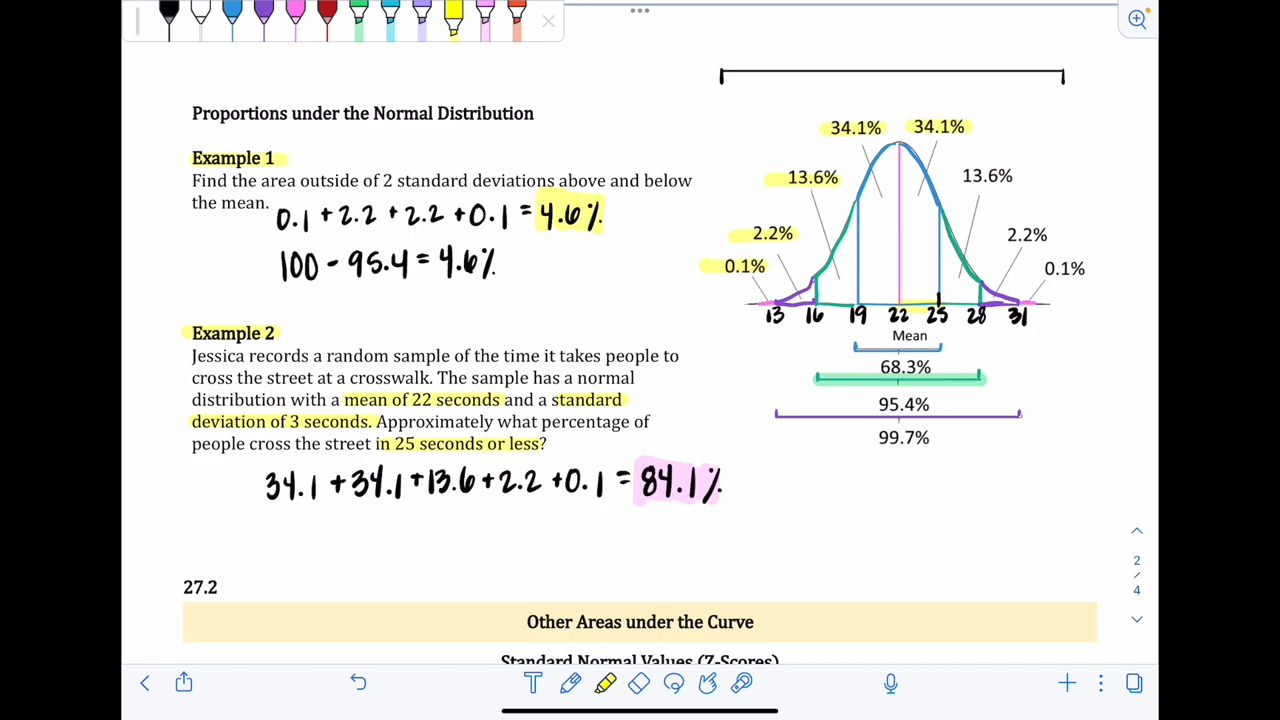 Proportions under the Normal Distribution
Example 1
Find the area outside of 2 standard deviations above and below
the mean.
0.1 + 2.2 + 2.2 + 0.1 = 4.6%
100 - 95.4 = 4.6%
Example 2
Jessica records a random sample of the time it takes people to
cross the street at a crosswalk. The sample has a normal
distribution with a mean of 22 seconds and a standard
deviation of 3 seconds. Approximately what percentage of
people cross the street in 25 seconds or less?
34.1 + 34.1 + 13.6 + 2.2 + 0.1 = 84.1%
34.1% 34.1%
13.6% 13.6%
2.2% 2.2%
0.1% 0.1%
13 16 19 22 25 28 31
Mean
68.3%
95.4%
99.7%
27.2
Other Areas under the Curve
Standard Normal Values (Z-Scores)
2
/
4
T